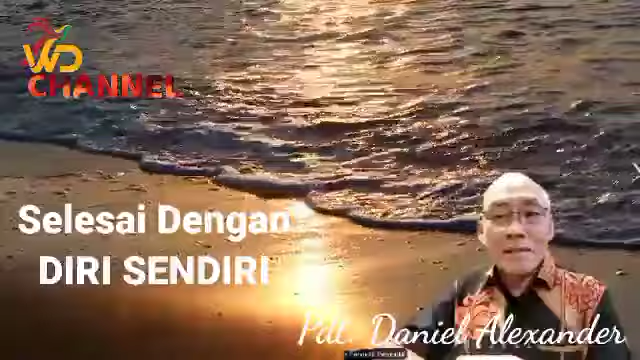 WD
CHANNEL
Selesai Dengan
DIRI SENDIRI
Pdt. Daniel Alexander